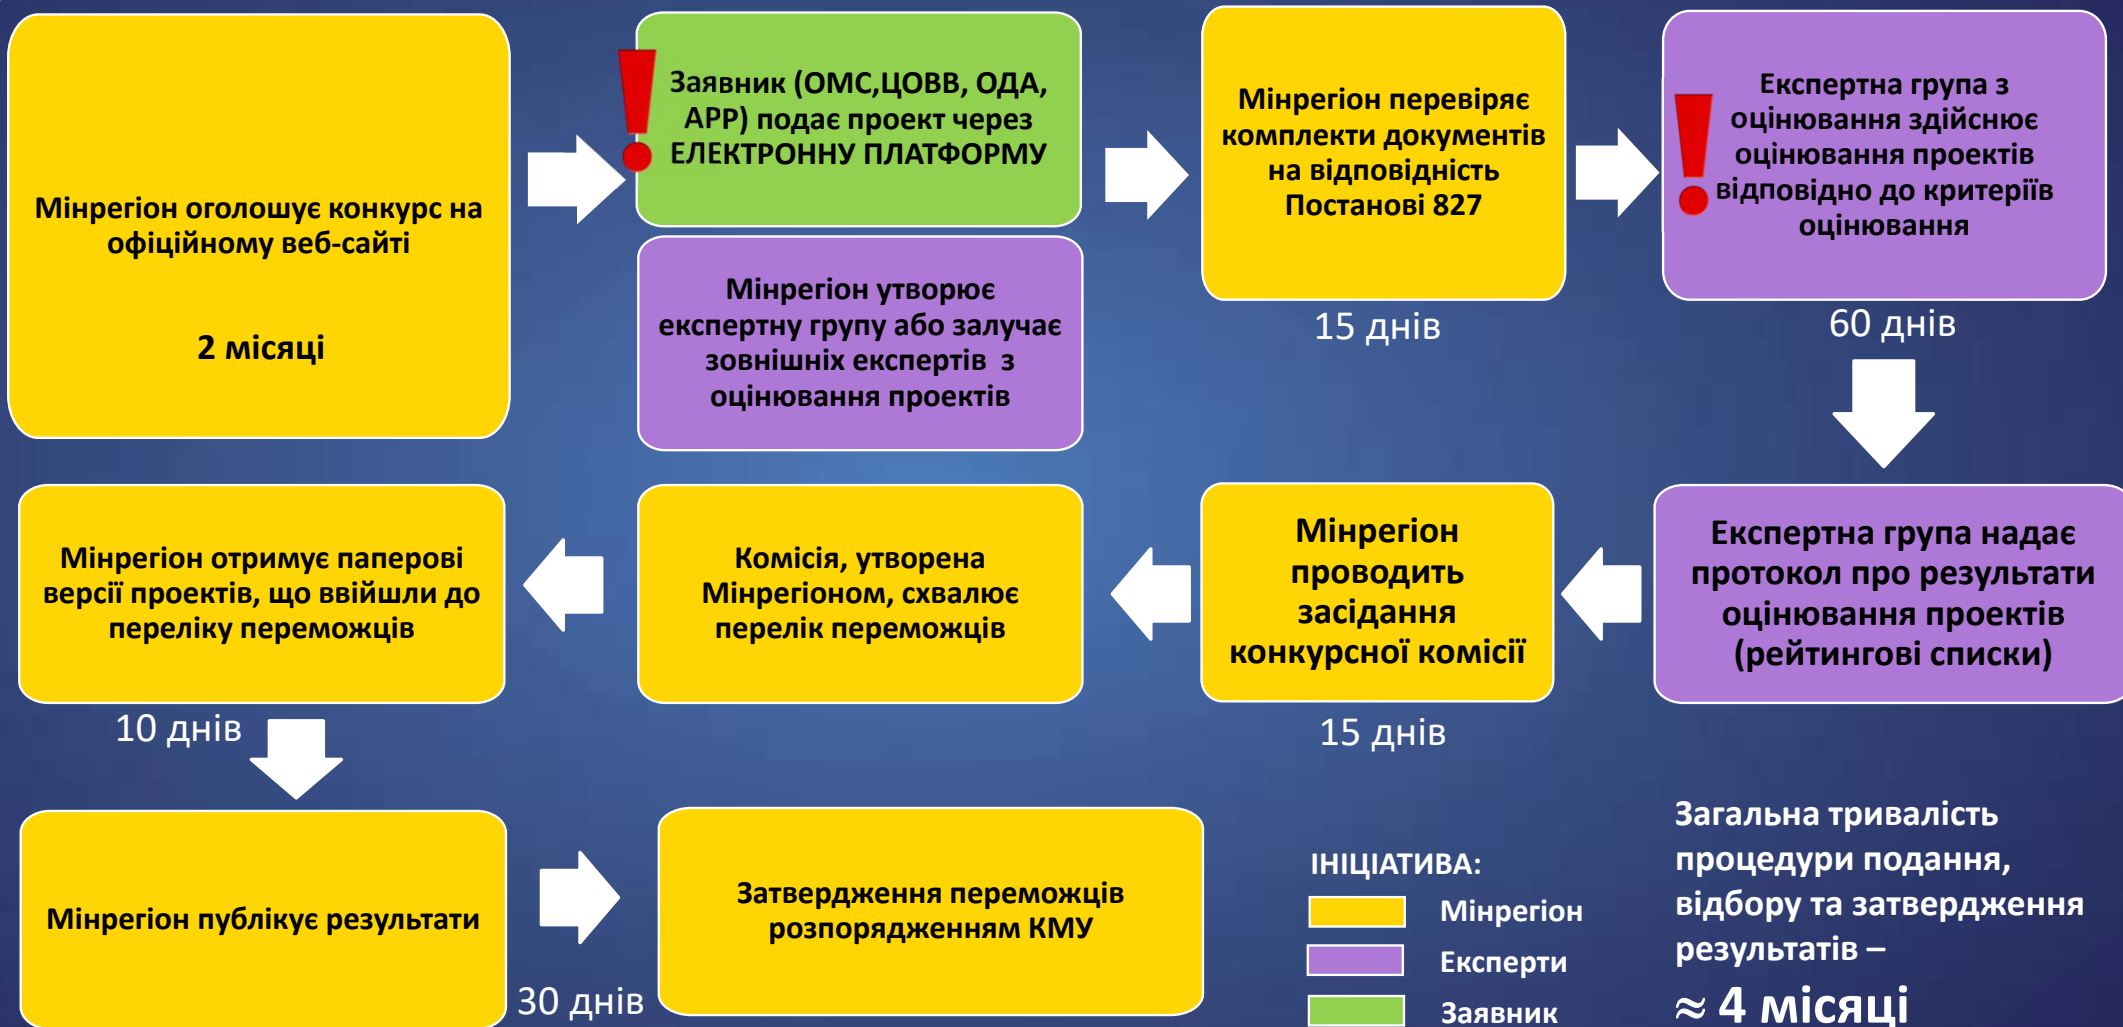 Мінрегіон оголошує конкурс на
офіційному веб-сайті
2 місяці
Заявник (ОМС,ЦОВВ, ОДА,
АРР) подає проект через
ЕЛЕКТРОННУ ПЛАТФОРМУ
Мінрегіон утворює
експертну групу або залучає
зовнішніх експертів з
оцінювання проектів
Мінрегіон перевіряє
комплекти документів
на відповідність
Постанові 827
15 днів
Експертна група з
оцінювання здійснює
оцінювання проектів
відповідно до критеріїв
оцінювання
60 днів
Експертна група надає
протокол про результати
оцінювання проектів
(рейтингові списки)
Мінрегіон
проводить
засідання
конкурсної комісії
15 днів
Комісія, утворена
Мінрегіоном, схвалює
перелік переможців
Мінрегіон отримує паперові
версії проектів, що ввійшли до
переліку переможців
10 днів
Мінрегіон публікує результати
30 днів
Затвердження переможців
розпорядженням КМУ
ІНІЦІАТИВА:
Мінрегіон
Експерти
Заявник
Загальна тривалість
процедури подання,
відбору та затвердження
результатів –
≈ 4 місяці